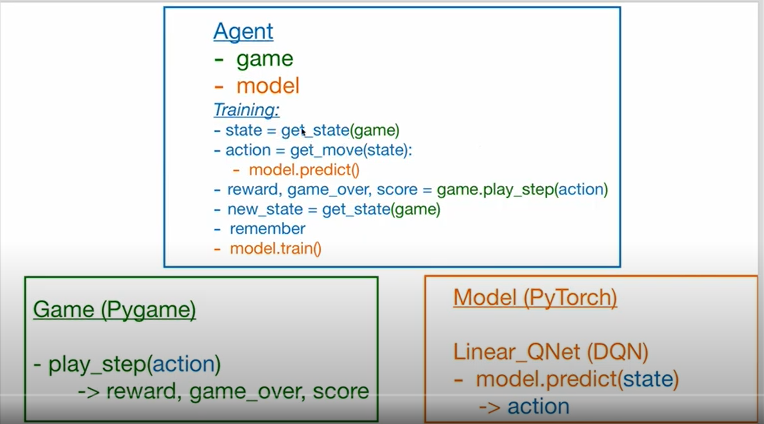 Agent
- game
- model
Training:
- state = get_state(game)
- action = get_move(state):
- model.predict()
- reward, game_over, score = game.play_step(action)
- new_state = get_state(game)
- remember
- model.train()
Game (Pygame)
- play_step(action)
-> reward, game_over, score
Model (PyTorch)
Linear_QNet (DQN)
- model.predict(state)
-> action